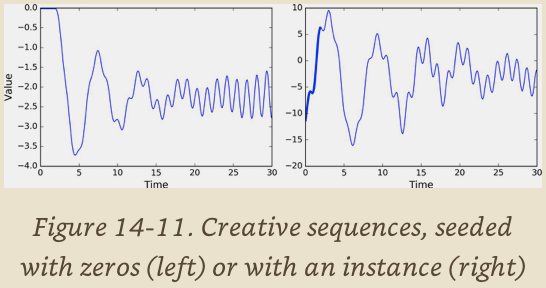 0.0
−0.5
−1.0
−1.5
−2.0
−2.5
−3.0
−3.5
−4.0
Value
0 5 10 15 20 25 30
Time
10
5
0
−5
−10
−15
−20
0 5 10 15 20 25 30
Time
Figure 14-11. Creative sequences, seeded
with zeros (left) or with an instance (right)